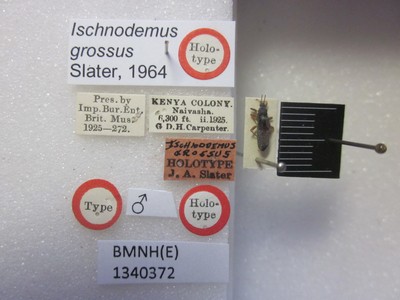 Ischnodemus
grossus
Slater, 1964
Holo-
type
Pres. by
Imp. Bur. Ent.
Brit. Mus.
1925—272.
KENYA COLONY.
Naivasha.
6,300 ft. ii.1925.
G D. H. Carpenter.
ISCHNODEMUS
GROSSUS
HOLOTYPE
J. A. Slater
Type
♂
Holo-
type
BMNH(E)
1340372